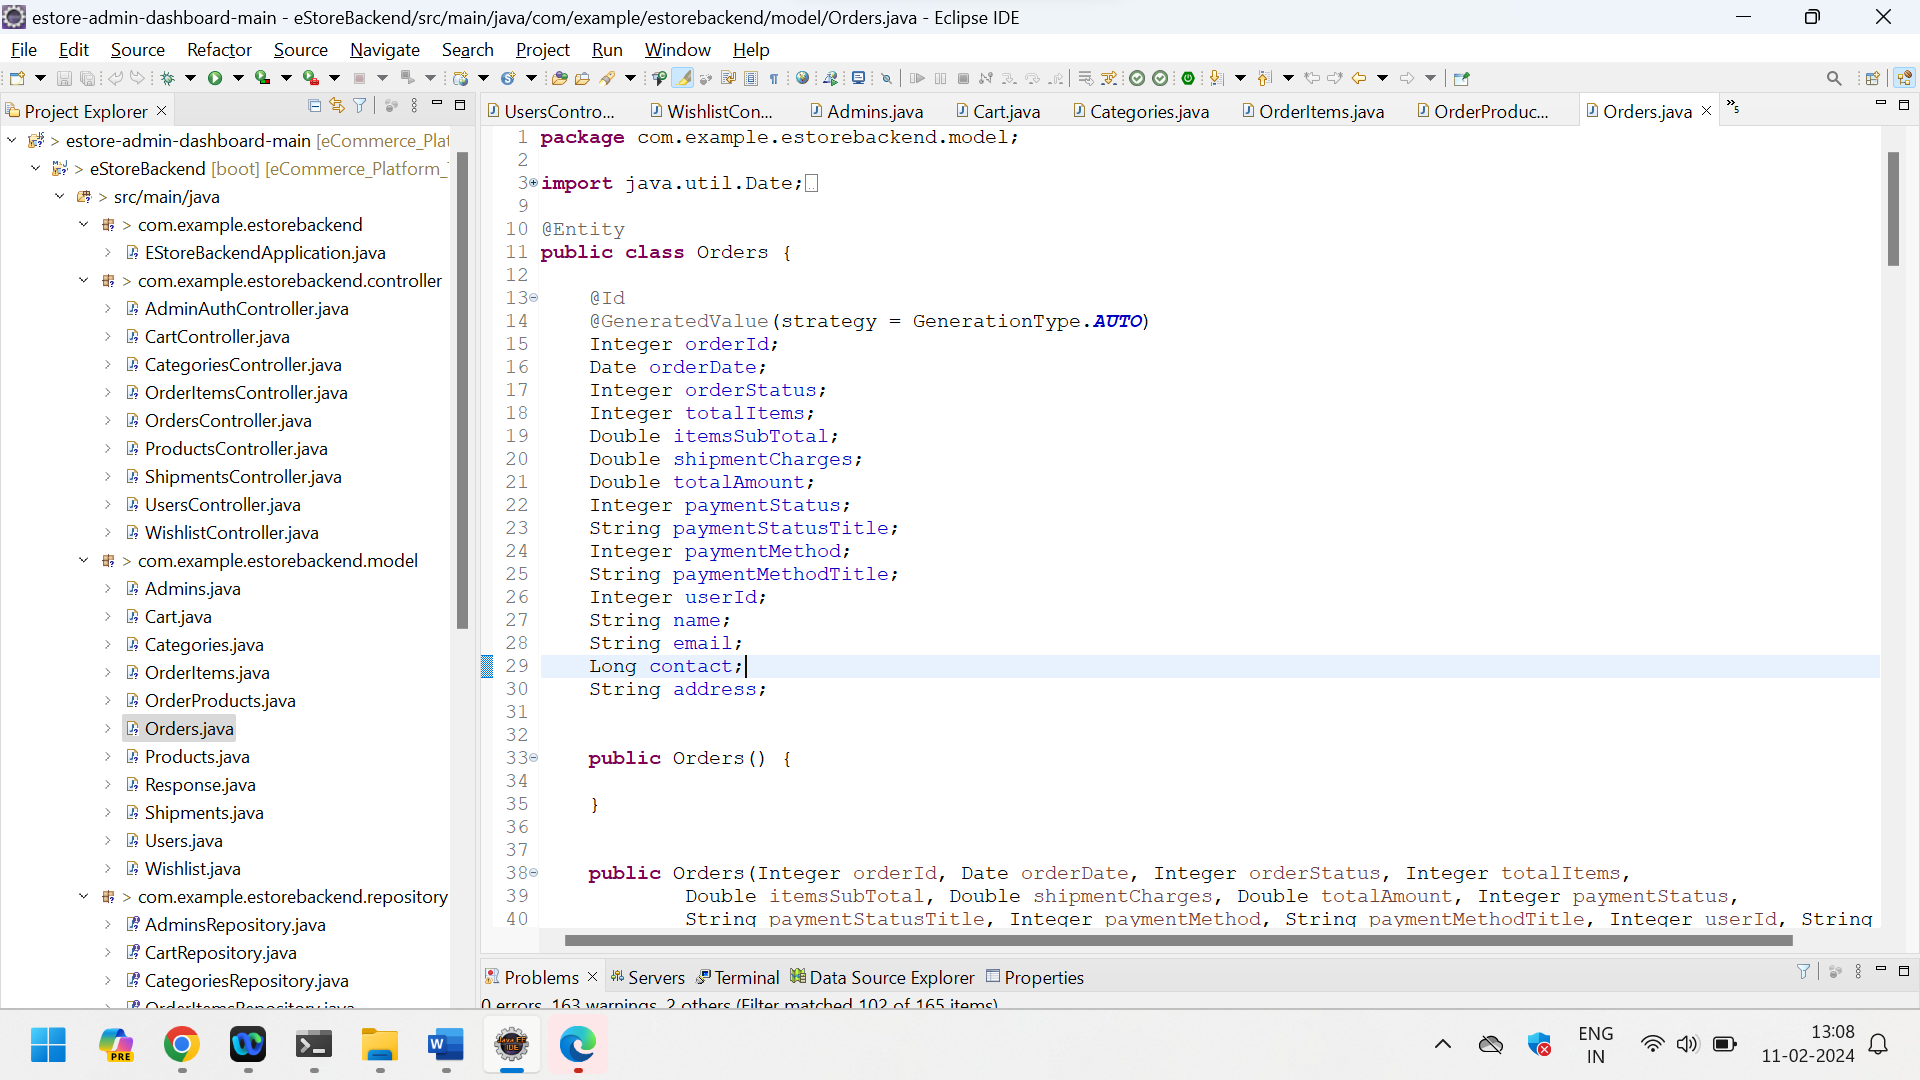 estore-admin-dashboard-main - eStoreBackend/src/main/java/com/example/estorebackend/model/Orders.java - Eclipse IDE
File Edit Source Refactor Source Navigate Search Project Run Window Help
Project Explorer
UsersContro... WishlistCon... Admins.java Cart.java Categories.java OrderItems.java OrderProduc... Orders.java »5
> estore-admin-dashboard-main [eCommerce_Plat
> eStoreBackend [boot] [eCommerce_Platform_
> src/main/java
> com.example.estorebackend
EStoreBackendApplication.java
> com.example.estorebackend.controller
AdminAuthController.java
CartController.java
CategoriesController.java
OrderItemsController.java
OrdersController.java
ProductsController.java
ShipmentsController.java
UsersController.java
WishlistController.java
> com.example.estorebackend.model
Admins.java
Cart.java
Categories.java
OrderItems.java
OrderProducts.java
Orders.java
Products.java
Response.java
Shipments.java
Users.java
Wishlist.java
> com.example.estorebackend.repository
AdminsRepository.java
CartRepository.java
CategoriesRepository.java
OrderItemsRepository.java
1 package com.example.estorebackend.model;
2
3 import java.util.Date;
9
10 @Entity
11 public class Orders {
12
13 @Id
14 @GeneratedValue(strategy = GenerationType.AUTO)
15 Integer orderId;
16 Date orderDate;
17 Integer orderStatus;
18 Integer totalItems;
19 Double itemsSubTotal;
20 Double shipmentCharges;
21 Double totalAmount;
22 Integer paymentStatus;
23 String paymentStatusTitle;
24 Integer paymentMethod;
25 String paymentMethodTitle;
26 Integer userId;
27 String name;
28 String email;
29 Long contact;
30 String address;
31
32
33 public Orders() {
34
35 }
36
37
38 public Orders(Integer orderId, Date orderDate, Integer orderStatus, Integer totalItems,
39 Double itemsSubTotal, Double shipmentCharges, Double totalAmount, Integer paymentStatus,
40 String paymentStatusTitle, Integer paymentMethod, String paymentMethodTitle, Integer userId, String
Problems Servers Terminal Data Source Explorer Properties
0 errors, 163 warnings, 2 others (Filter matched 102 of 165 items)
PRE
W
Java EE
IDE
ENG
IN
13:08
11-02-2024